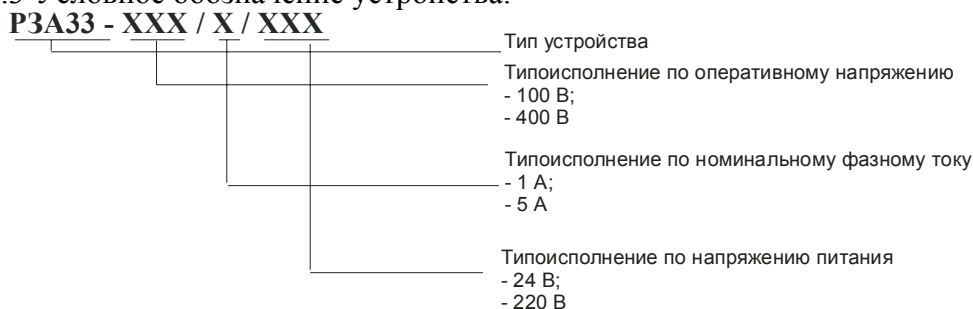 .3 Условное обозначение устройства:
РЗА33 - ХХХ / Х / ХХХ
Тип устройства
Типоисполнение по оперативному напряжению
- 100 В;
- 400 В
Типоисполнение по номинальному фазному току
- 1 А;
- 5 А
Типоисполнение по напряжению питания
- 24 В;
- 220 В